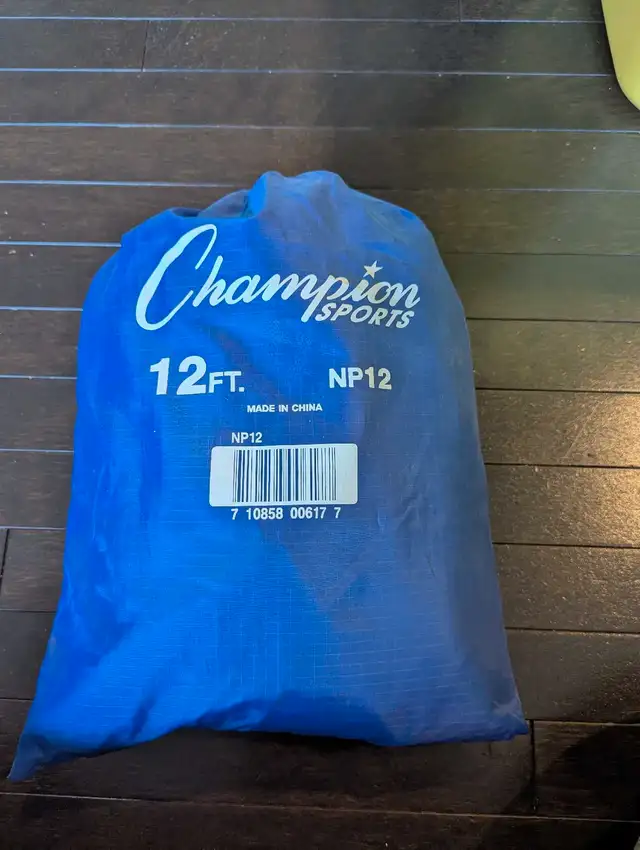 Champion
SPORTS
12FT. NP12
MADE IN CHINA
NP12
7 10858 00617 7